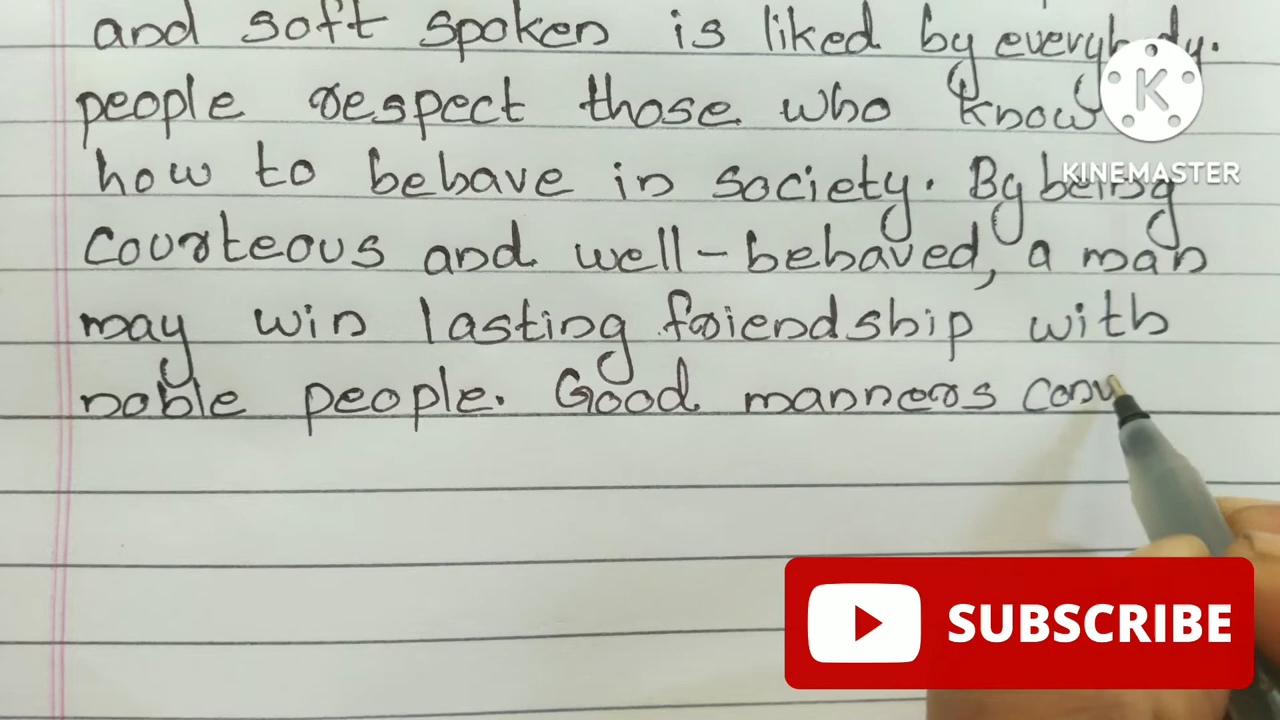 and soft spoken is liked by everybody.
people respect those who know
how to behave in society. By being
courteous and well-behaved, a man
may win lasting friendship with
noble people. Good manners conv
K
KINEMASTER
SUBSCRIBE